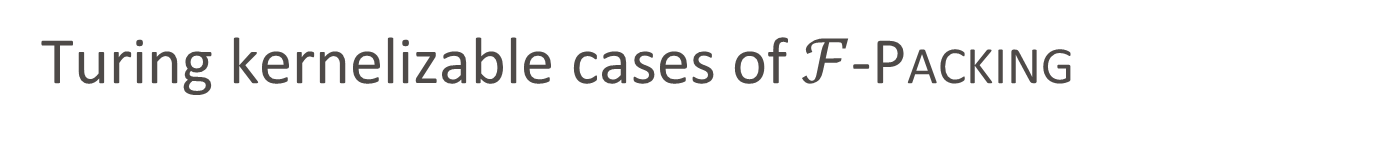 Turing kernelizable cases of ℱ-PACKING